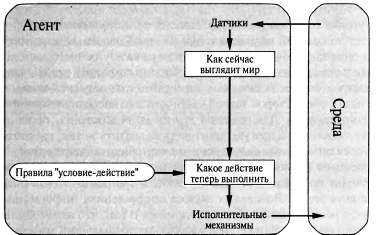 Агент
Датчики
Как сейчас
выглядит мир
Среда
Правила "условие-действие"
Какое действие
теперь выполнить
Исполнительные
механизмы